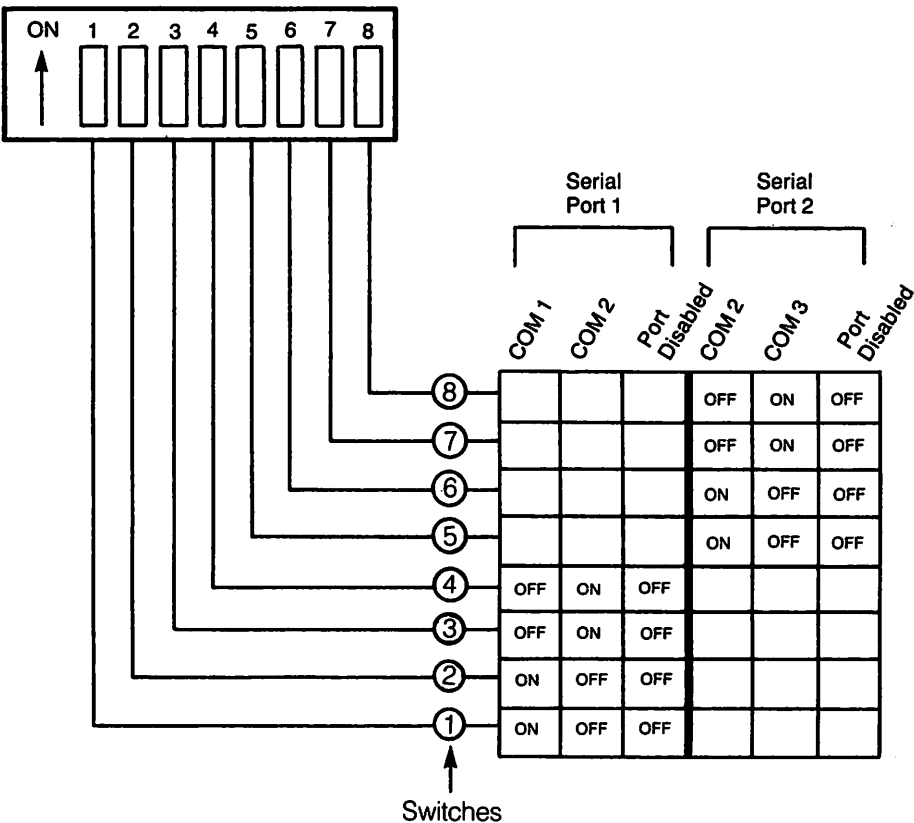 ON 1 2 3 4 5 6 7 8
Serial Port 1
Serial Port 2
COM 1
COM 2
Port Disabled
COM 2
COM 3
Port Disabled
8 OFF ON OFF
7 OFF ON OFF
6 ON OFF OFF
5 ON OFF OFF
4 OFF ON OFF
3 OFF ON OFF
2 ON OFF OFF
1 ON OFF OFF
Switches